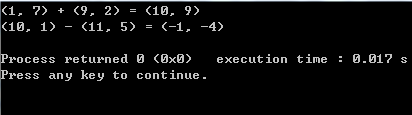 (1, 7) + (9, 2) = (10, 9)
(10, 1) - (11, 5) = (-1, -4)
Process returned 0 (0x0)   execution time : 0.017 s
Press any key to continue.